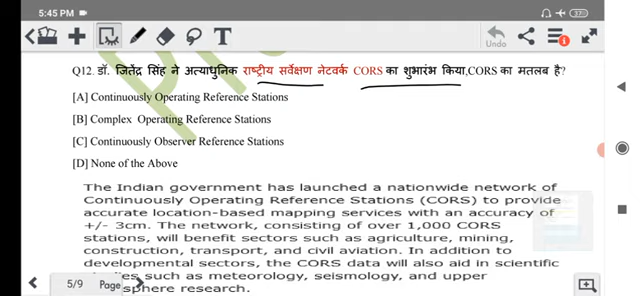 5:45 PM
37
T
Undo
Q12. डॉ. जितेंद्र सिंह ने अत्याधुनिक राष्ट्रीय सर्वेक्षण नेटवर्क CORS का शुभारंभ किया,CORS का मतलब है?
[A] Continuously Operating Reference Stations
[B] Complex Operating Reference Stations
[C] Continuously Observer Reference Stations
[D] None of the Above
The Indian government has launched a nationwide network of
Continuously Operating Reference Stations (CORS) to provide
accurate location-based mapping services with an accuracy of
+/- 3cm. The network, consisting of over 1,000 CORS
stations, will benefit sectors such as agriculture, mining,
construction, transport, and civil aviation. In addition to
developmental sectors, the CORS data will also aid in scientific
such as meteorology, seismology, and upper
research.
5/9 Page